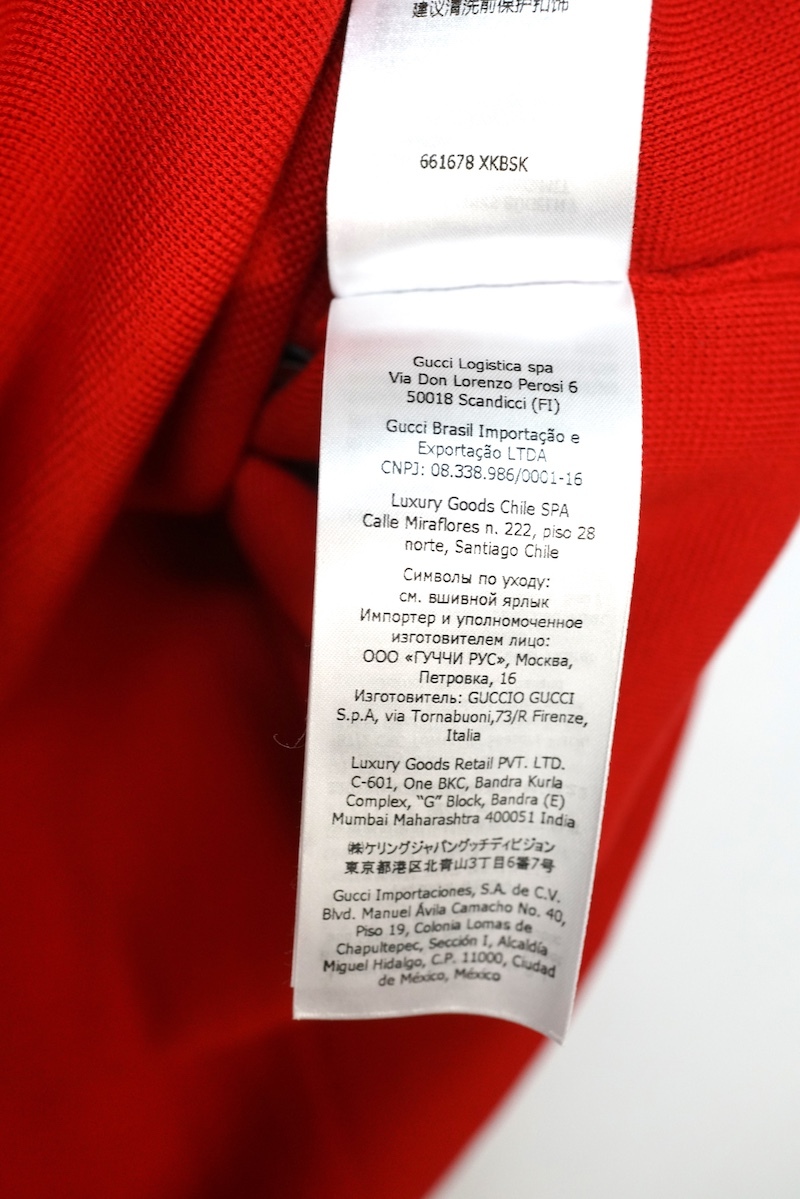 建议清洗前保护扣饰
661678 XKBSK
Gucci Logistica spa
Via Don Lorenzo Perosi 6
50018 Scandicci (FI)
Gucci Brasil Importação e
Exportação LTDA
CNPJ: 08.338.986/0001-16
Luxury Goods Chile SPA
Calle Miraflores n. 222, piso 28
norte, Santiago Chile
Символы по уходу:
см. вшивной ярлык
Импортер и уполномоченное
изготовителем лицо:
ООО «ГУЧЧИ РУС», Москва,
Петровка, 16
Изготовитель: GUCCIO GUCCI
S.p.A, via Tornabuoni,73/R Firenze,
Italia
Luxury Goods Retail PVT. LTD.
C-601, One BKC, Bandra Kurla
Complex, “G” Block, Bandra (E)
Mumbai Maharashtra 400051 India
㈱ケリングジャパングッチディビジョン
東京都港区北青山3丁目6番7号
Gucci Importaciones, S.A. de C.V.
Blvd. Manuel Ávila Camacho No. 40,
Piso 19, Colonia Lomas de
Chapultepec, Sección I, Alcaldía
Miguel Hidalgo, C.P. 11000, Ciudad
de México, México